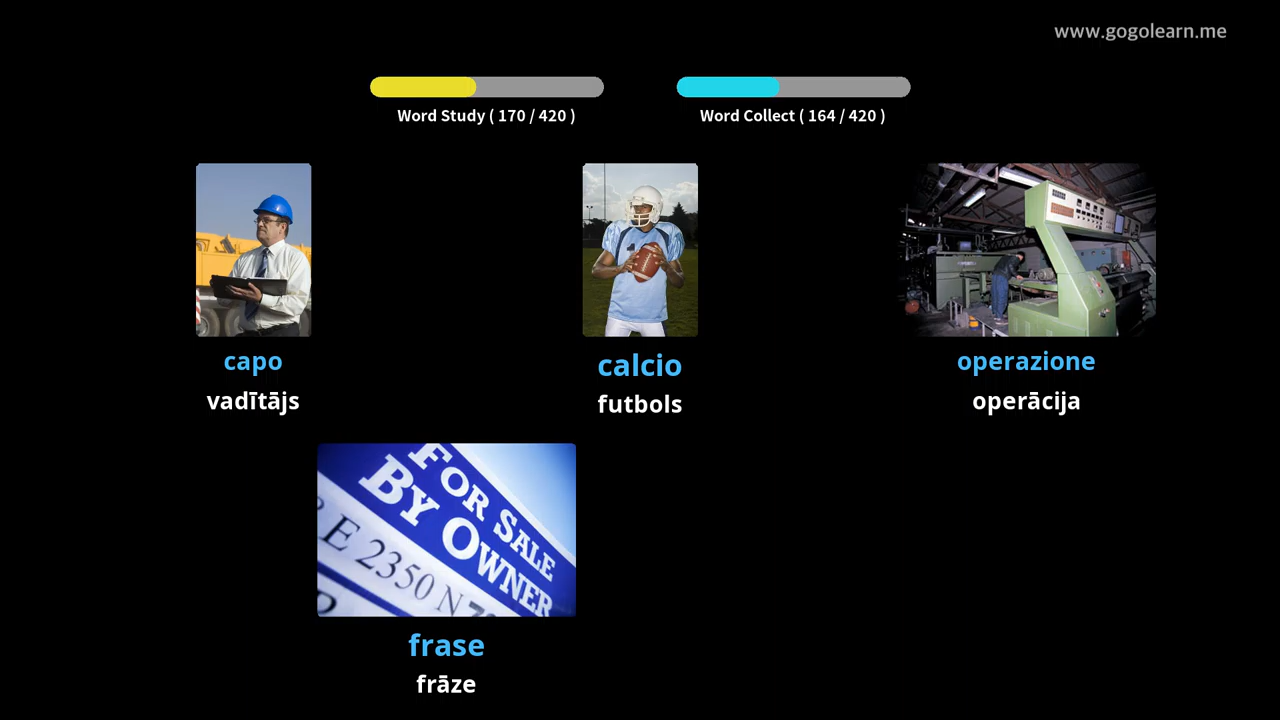 www.gogolearn.me
Word Study ( 170 / 420 )
Word Collect ( 164 / 420 )
capo
vadītājs
calcio
futbols
operazione
operācija
FOR SALE
BY OWNER
E 2350 N
frase
frāze